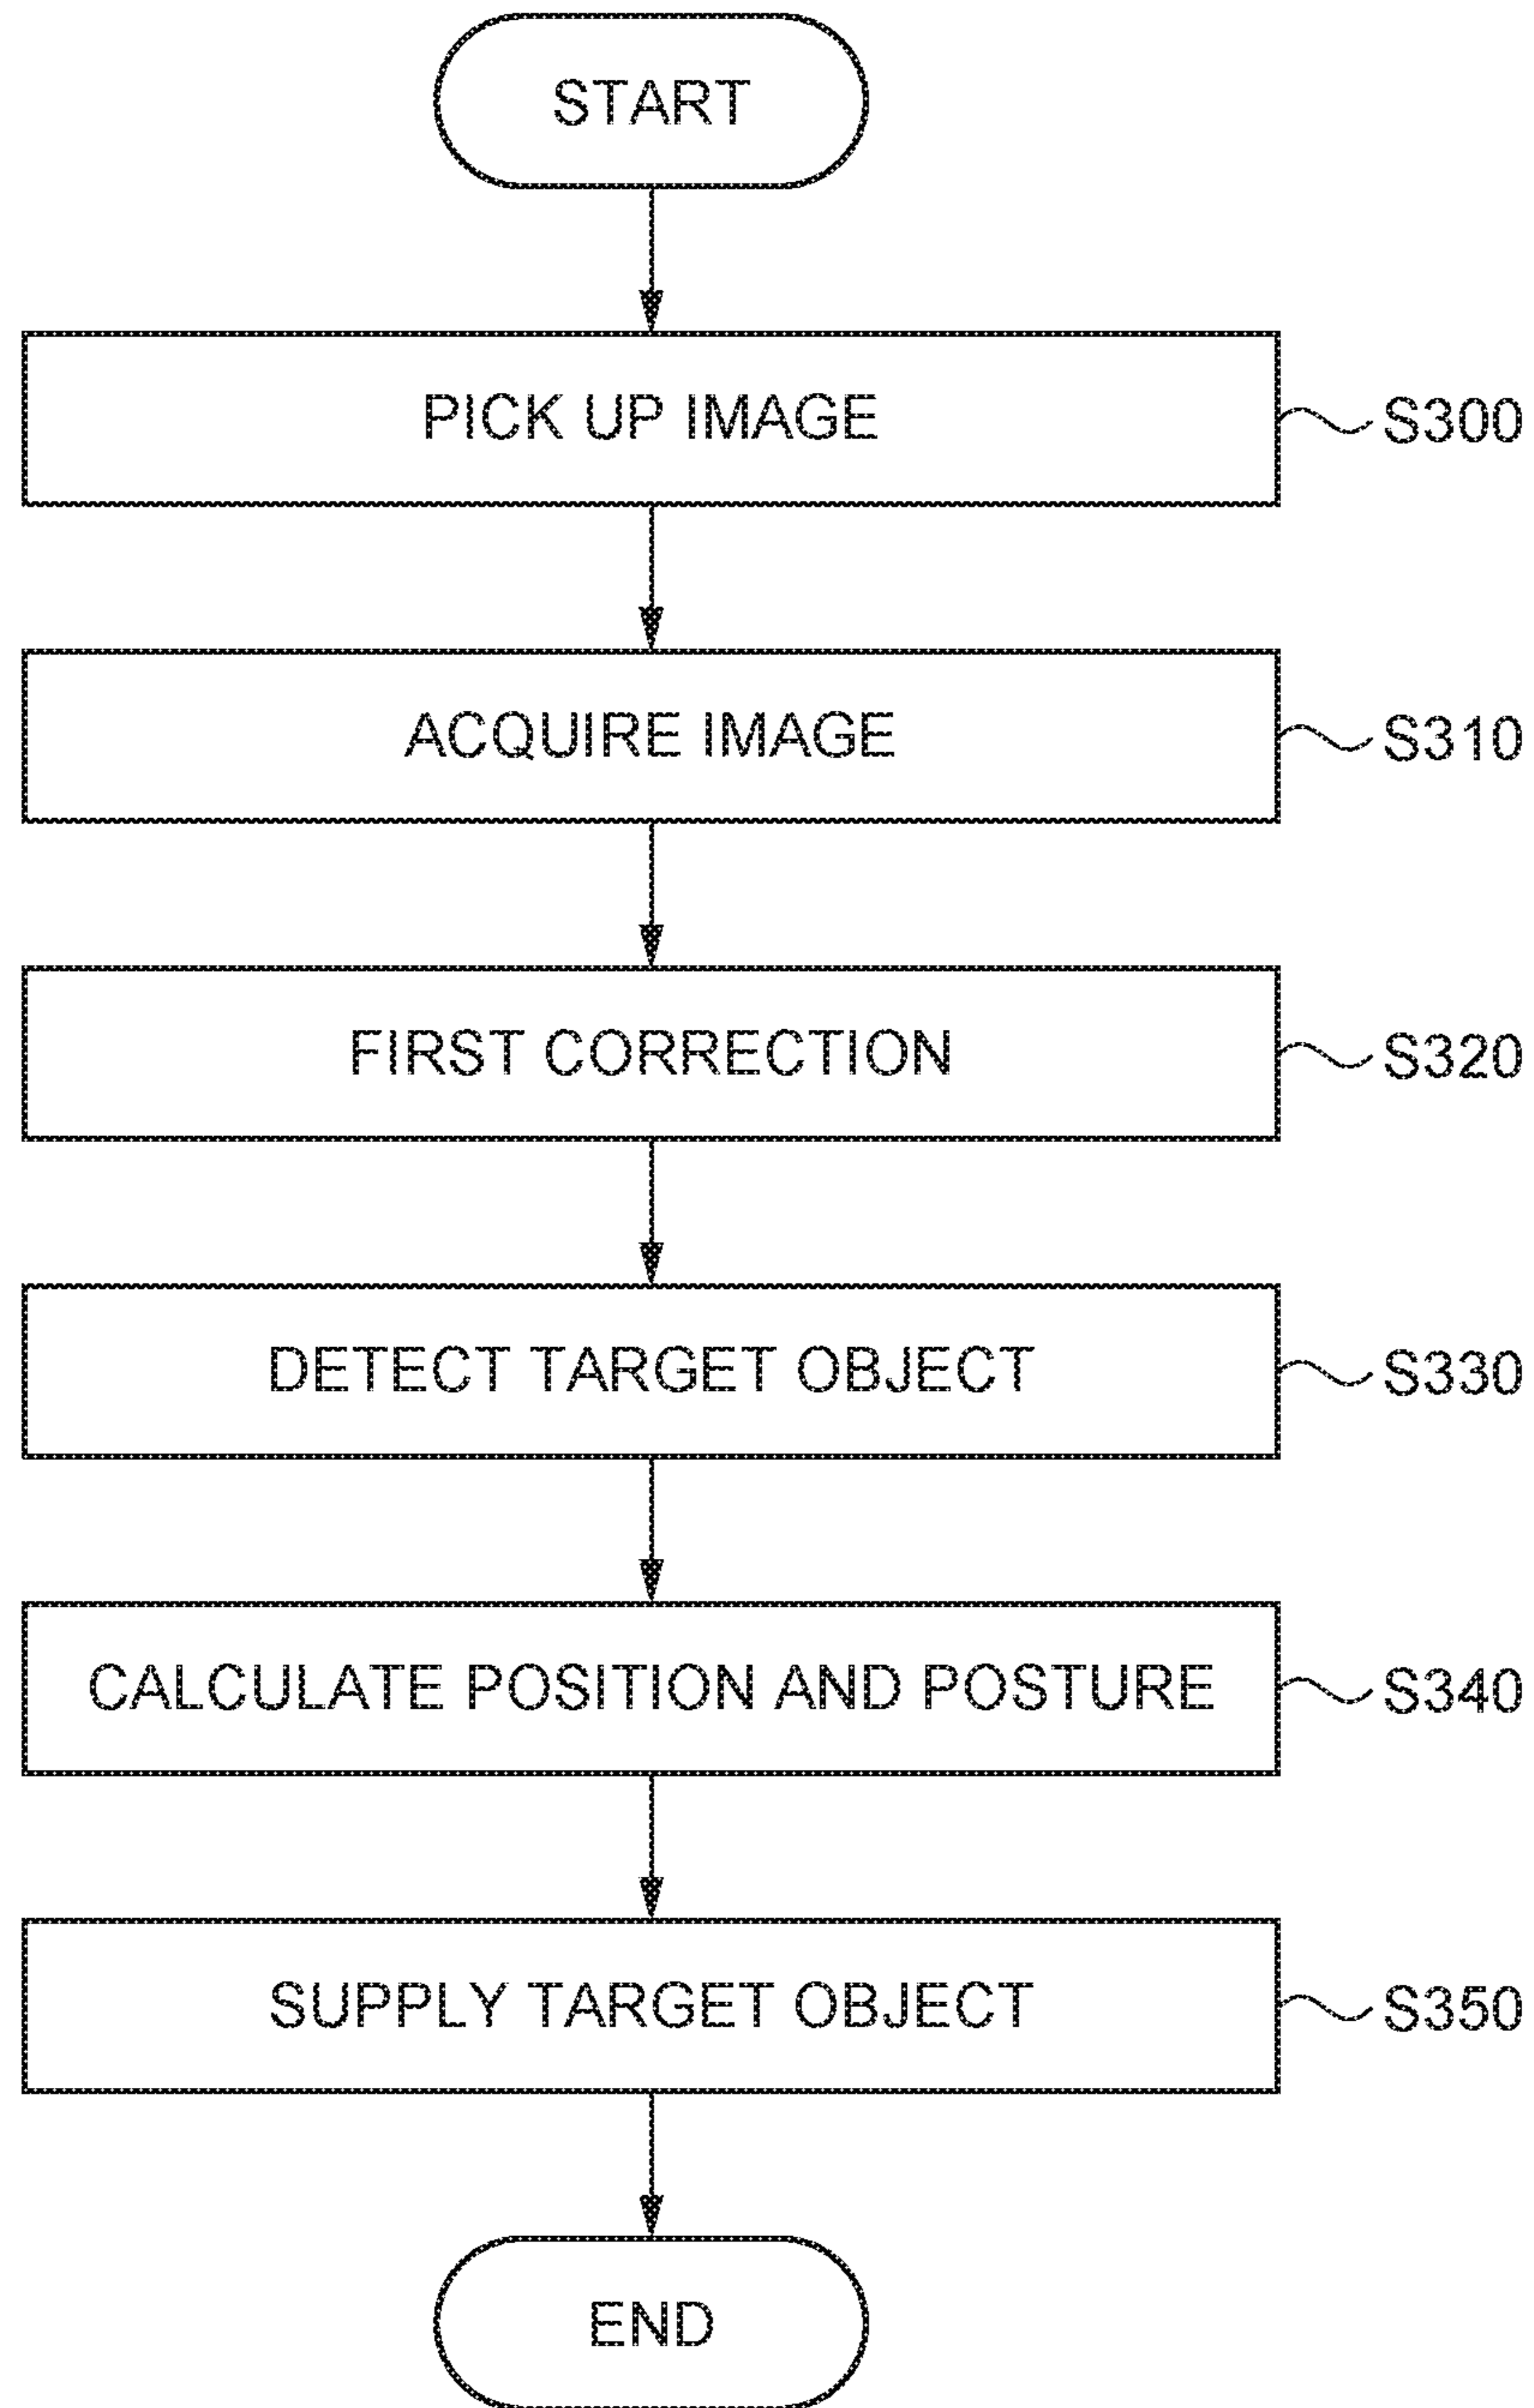 START
PICK UP IMAGE
S300
ACQUIRE IMAGE
S310
FIRST CORRECTION
S320
DETECT TARGET OBJECT
S330
CALCULATE POSITION AND POSTURE
S340
SUPPLY TARGET OBJECT
S350
END